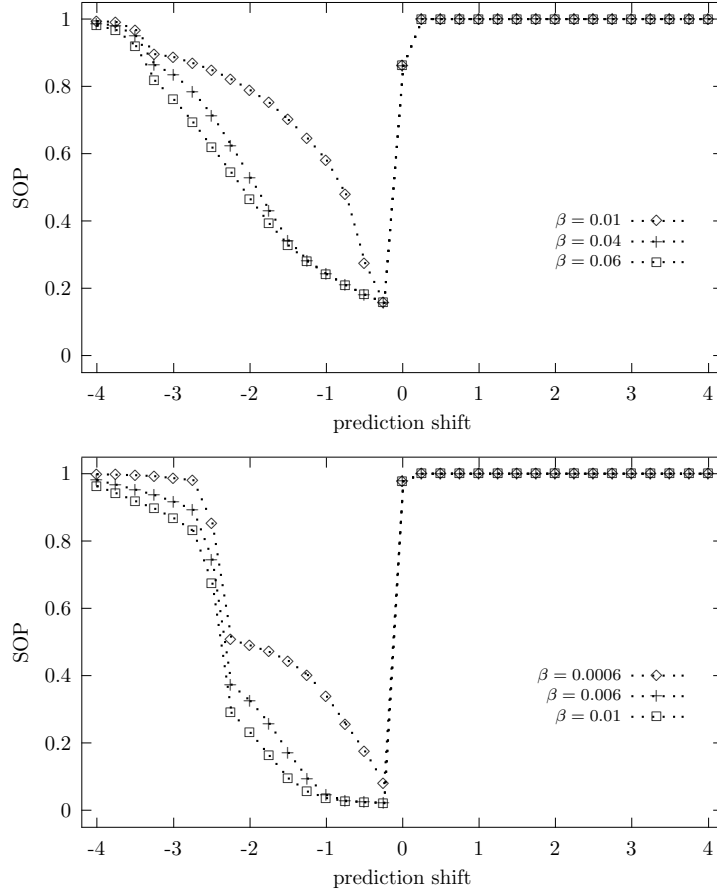 1
0.8
0.6
0.4
0.2
0
SOP
β = 0.01
β = 0.04
β = 0.06
-4 -3 -2 -1 0 1 2 3 4
prediction shift
1
0.8
0.6
0.4
0.2
0
SOP
β = 0.0006
β = 0.006
β = 0.01
-4 -3 -2 -1 0 1 2 3 4
prediction shift